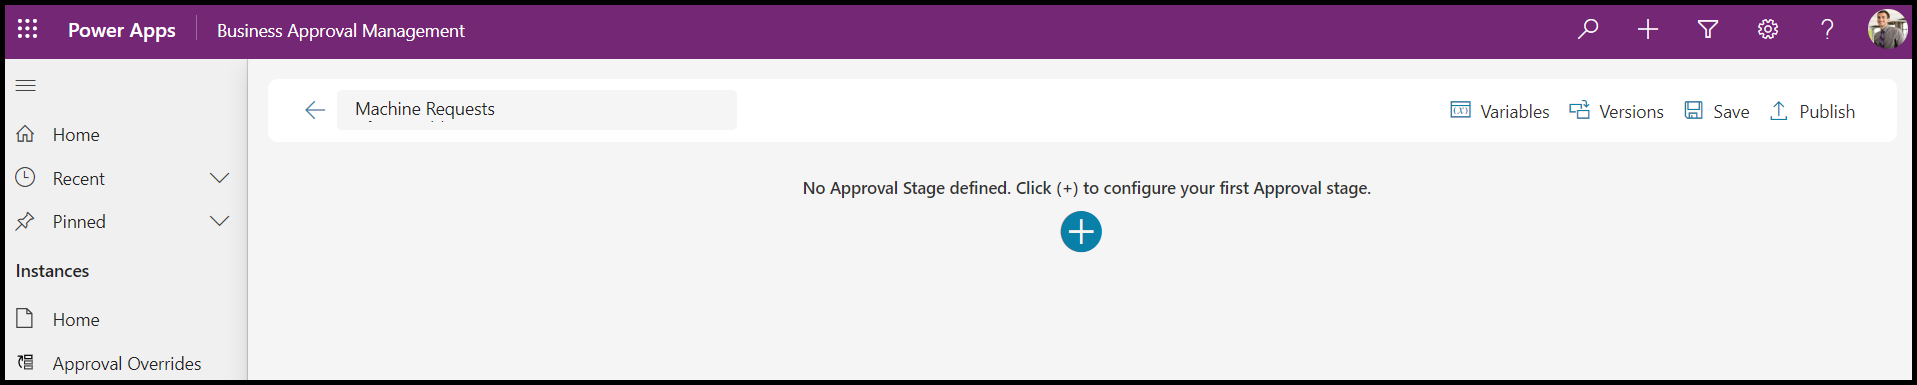 Power Apps
Business Approval Management
Home
Recent
Pinned
Instances
Home
Approval Overrides
Machine Requests
Variables
Versions
Save
Publish
No Approval Stage defined. Click (+) to configure your first Approval stage.